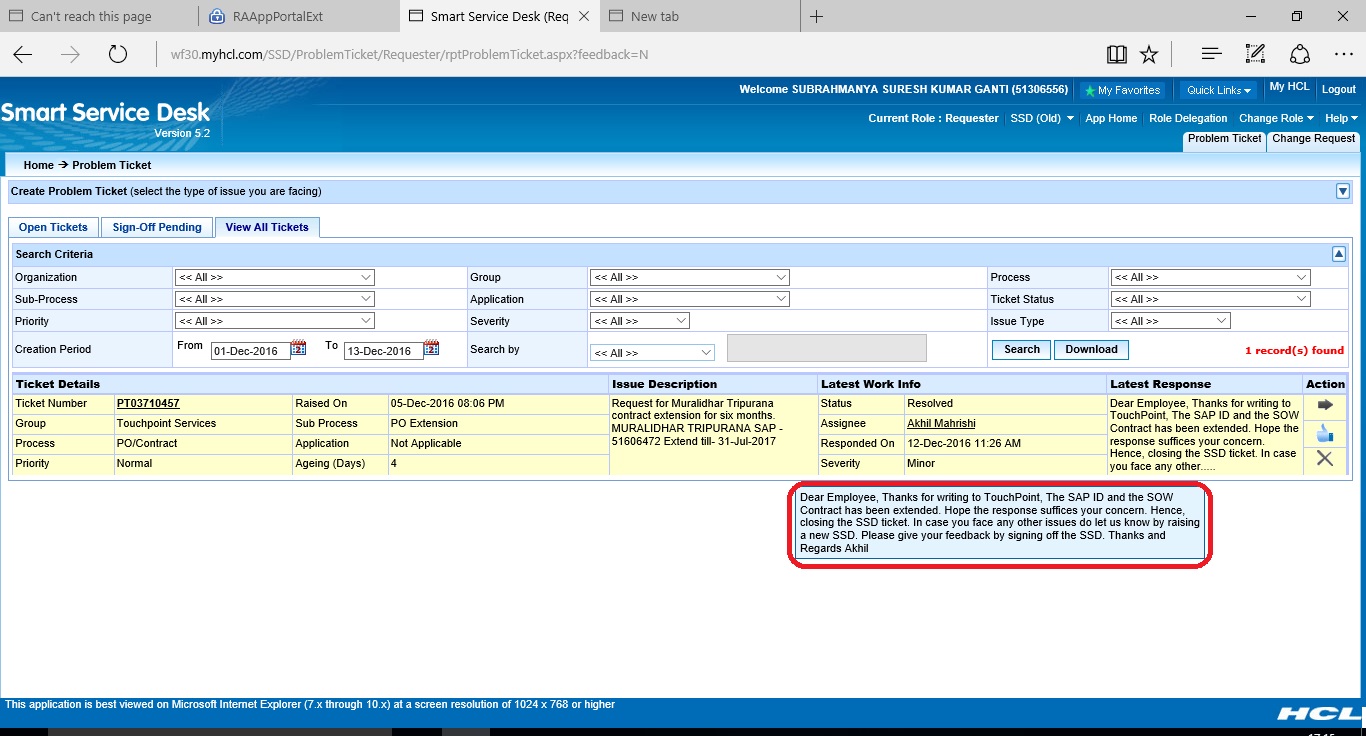 Can't reach this page
RAAppPortalExt
Smart Service Desk (Req
New tab
wf30.myhcl.com/SSD/ProblemTicket/Requester/rptProblemTicket.aspx?feedback=N
Welcome SUBRAHMANYA SURESH KUMAR GANTI (51306556)
My Favorites
Quick Links
My HCL
Logout
Smart Service Desk
Version 5.2
Current Role : Requester
SSD (Old)
App Home
Role Delegation
Change Role
Help
Problem Ticket
Change Request
Home → Problem Ticket
Create Problem Ticket (select the type of issue you are facing)
Open Tickets
Sign-Off Pending
View All Tickets
Search Criteria
Organization << All >> Group << All >> Process << All >>
Sub-Process << All >> Application << All >> Ticket Status << All >>
Priority << All >> Severity << All >> Issue Type << All >>
Creation Period From 01-Dec-2016 To 13-Dec-2016 Search by << All >> Search Download 1 record(s) found
Ticket Details Issue Description Latest Work Info Latest Response Action
Ticket Number PT03710457 Raised On 05-Dec-2016 08:06 PM
Group Touchpoint Services Sub Process PO Extension
Process PO/Contract Application Not Applicable
Priority Normal Ageing (Days) 4
Request for Muralidhar Tripurana
contract extension for six months.
MURALIDHAR TRIPURANA SAP -
51606472 Extend till- 31-Jul-2017
Status Resolved
Assignee Akhil Mahrishi
Responded On 12-Dec-2016 11:26 AM
Severity Minor
Dear Employee, Thanks for writing to
TouchPoint, The SAP ID and the SOW
Contract has been extended. Hope the
response suffices your concern.
Hence, closing the SSD ticket. In case
you face any other.....
Dear Employee, Thanks for writing to TouchPoint, The SAP ID and the SOW
Contract has been extended. Hope the response suffices your concern. Hence,
closing the SSD ticket. In case you face any other issues do let us know by raising
a new SSD. Please give your feedback by signing off the SSD. Thanks and
Regards Akhil
This application is best viewed on Microsoft Internet Explorer (7.x through 10.x) at a screen resolution of 1024 x 768 or higher
HCL